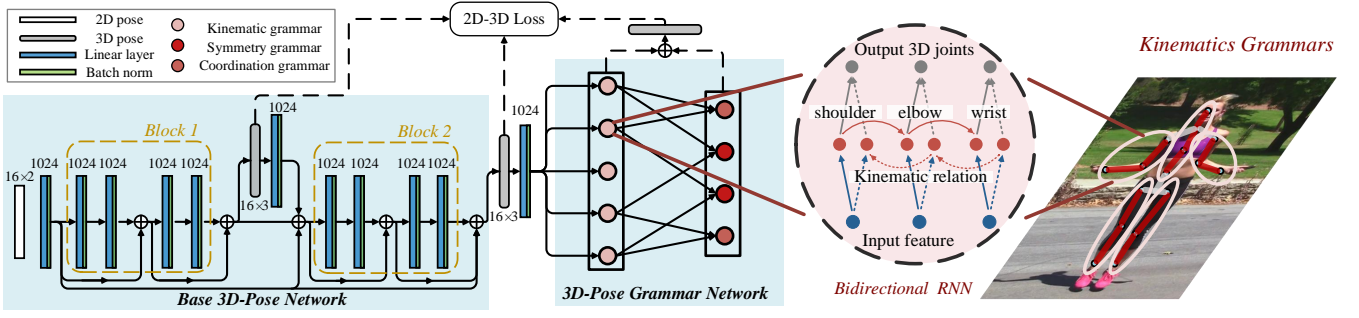 2D pose
3D pose
Linear layer
Batch norm
Kinematic grammar
Symmetry grammar
Coordination grammar
2D-3D Loss
Block 1
Block 2
16×2
1024
1024
1024
1024 1024
16×3
1024
1024
1024
1024 1024
16×3
1024
Base 3D-Pose Network
3D-Pose Grammar Network
Output 3D joints
shoulder
elbow
wrist
Kinematic relation
Input feature
Bidirectional RNN
Kinematics Grammars